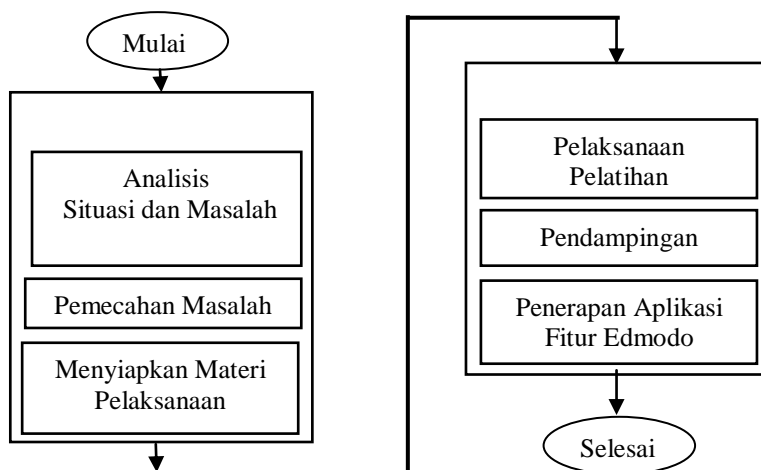 Mulai
Analisis
Situasi dan Masalah
Pemecahan Masalah
Menyiapkan Materi
Pelaksanaan
Pelaksanaan
Pelatihan
Pendampingan
Penerapan Aplikasi
Fitur Edmodo
Selesai